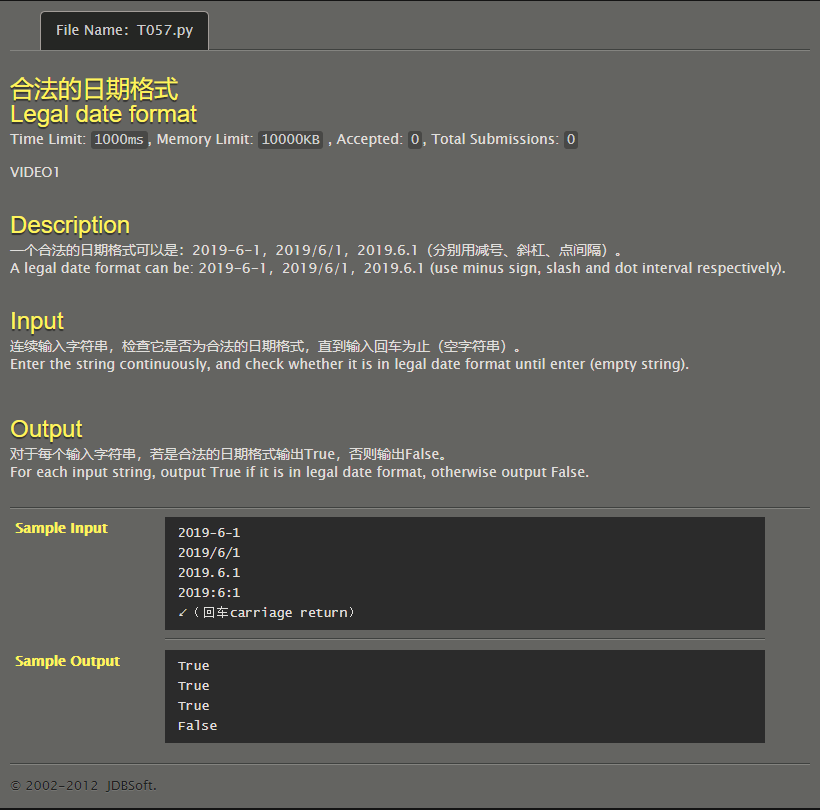 File Name: T057.py
合法的日期格式
Legal date format
Time Limit: 1000ms, Memory Limit: 10000KB , Accepted: 0, Total Submissions: 0
VIDEO1
Description
一个合法的日期格式可以是：2019-6-1，2019/6/1，2019.6.1（分别用减号、斜杠、点间隔）。
A legal date format can be: 2019-6-1，2019/6/1，2019.6.1 (use minus sign, slash and dot interval respectively).
Input
连续输入字符串，检查它是否为合法的日期格式，直到输入回车为止（空字符串）。
Enter the string continuously, and check whether it is in legal date format until enter (empty string).
Output
对于每个输入字符串，若是合法的日期格式输出True，否则输出False。
For each input string, output True if it is in legal date format, otherwise output False.
Sample Input
2019-6-1
2019/6/1
2019.6.1
2019:6:1
↙（回车carriage return）
Sample Output
True
True
True
False
© 2002-2012 JDBSoft.